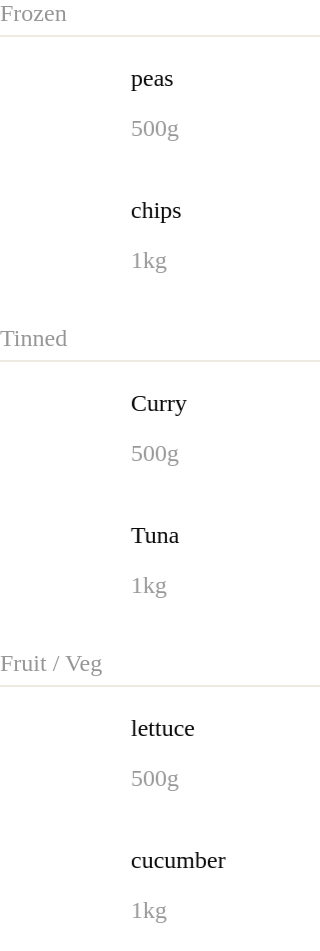 Frozen
peas
500g
chips
1kg
Tinned
Curry
500g
Tuna
1kg
Fruit / Veg
lettuce
500g
cucumber
1kg